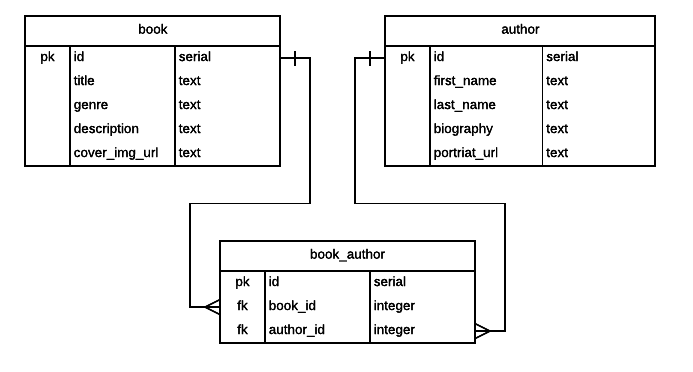 book
pk id serial
title text
genre text
description text
cover_img_url text
author
pk id serial
first_name text
last_name text
biography text
portriat_url text
book_author
pk id serial
fk book_id integer
fk author_id integer